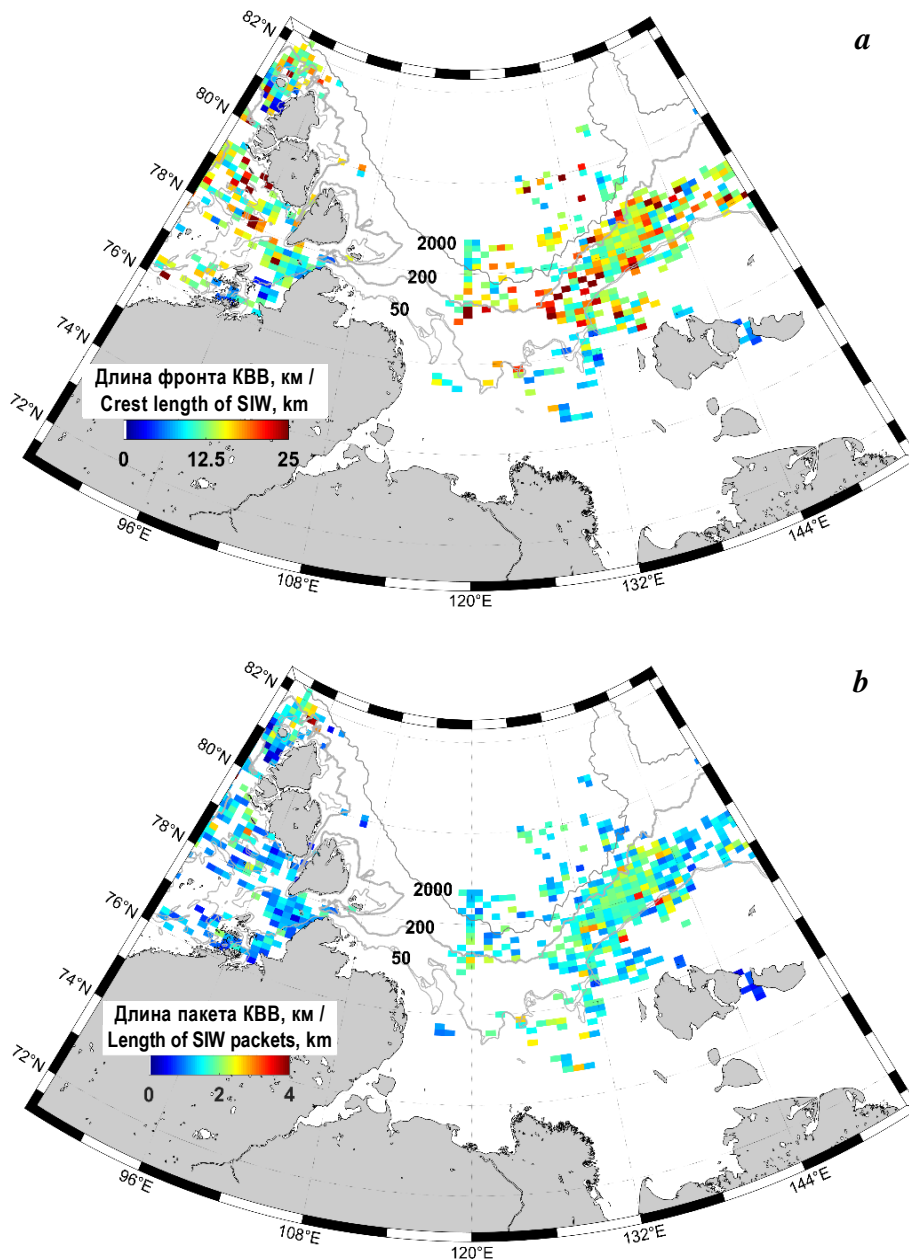 a
82°N
80°N
78°N
76°N
74°N
72°N
2000
200
50
Длина фронта КВВ, км /
Crest length of SIW, km
0 12.5 25
96°E
108°E
120°E
132°E
144°E
b
82°N
80°N
78°N
76°N
74°N
72°N
2000
200
50
Длина пакета КВВ, км /
Length of SIW packets, km
0 2 4
96°E
108°E
120°E
132°E
144°E